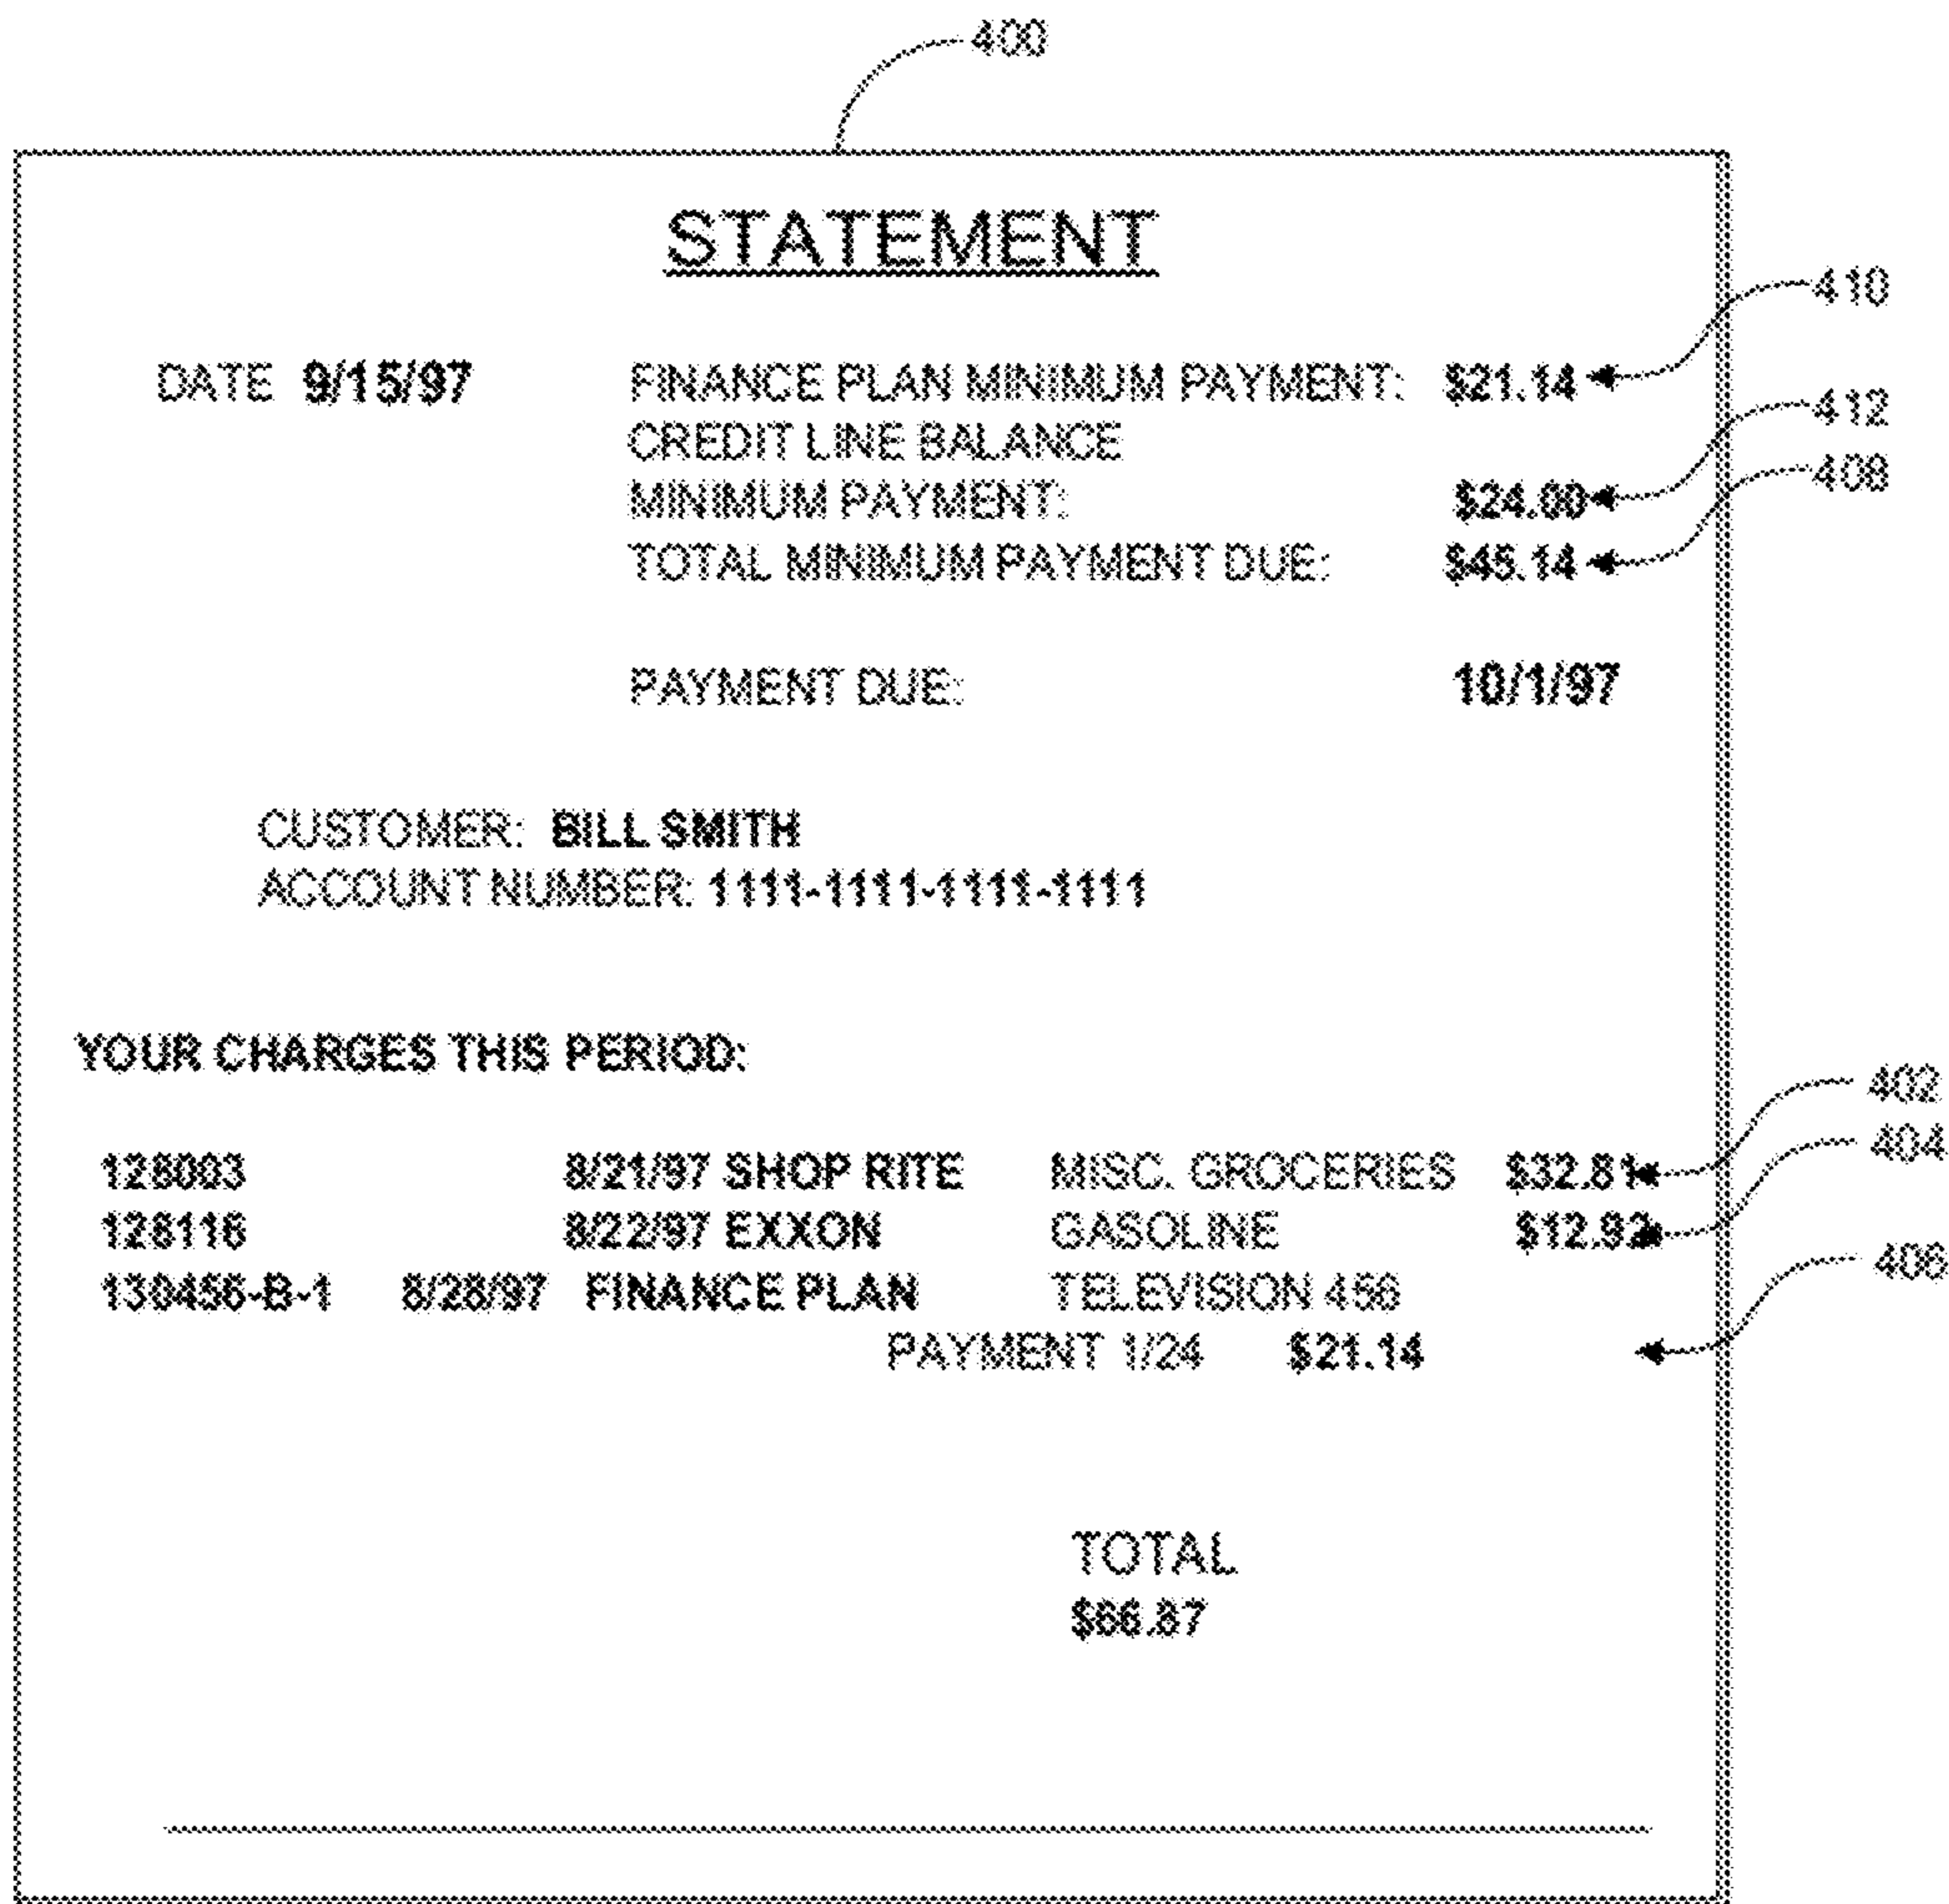 400
STATEMENT
410
DATE 9/15/97 FINANCE PLAN MINIMUM PAYMENT: $21.14
412
CREDIT LINE BALANCE
408
MINIMUM PAYMENT: $24.00
TOTAL MINIMUM PAYMENT DUE: $45.14
PAYMENT DUE: 10/1/97
CUSTOMER: BILL SMITH
ACCOUNT NUMBER: 1111-1111-1111-1111
YOUR CHARGES THIS PERIOD:
402
404
128003 8/21/97 SHOP RITE MISC. GROCERIES $32.81
128116 8/22/97 EXXON GASOLINE $12.92
406
130456-B-1 8/28/97 FINANCE PLAN TELEVISION 456
PAYMENT 1/24 $21.14
TOTAL
$66.87